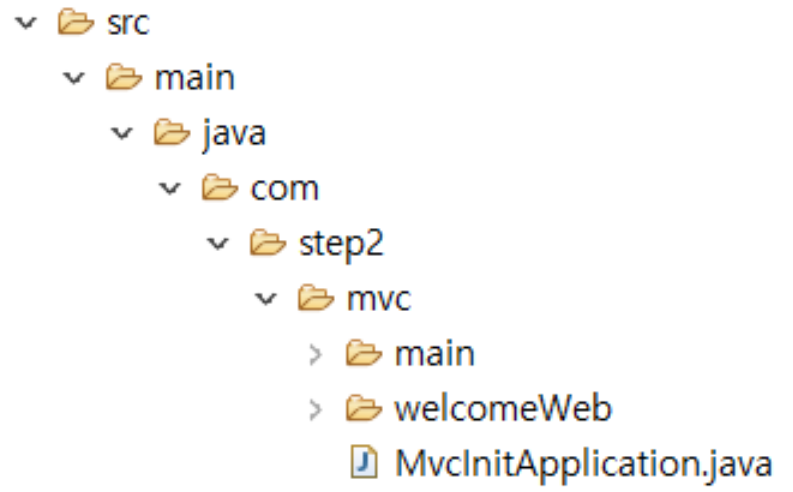 src
main
java
com
step2
mvc
main
welcomeWeb
MvcInitApplication.java